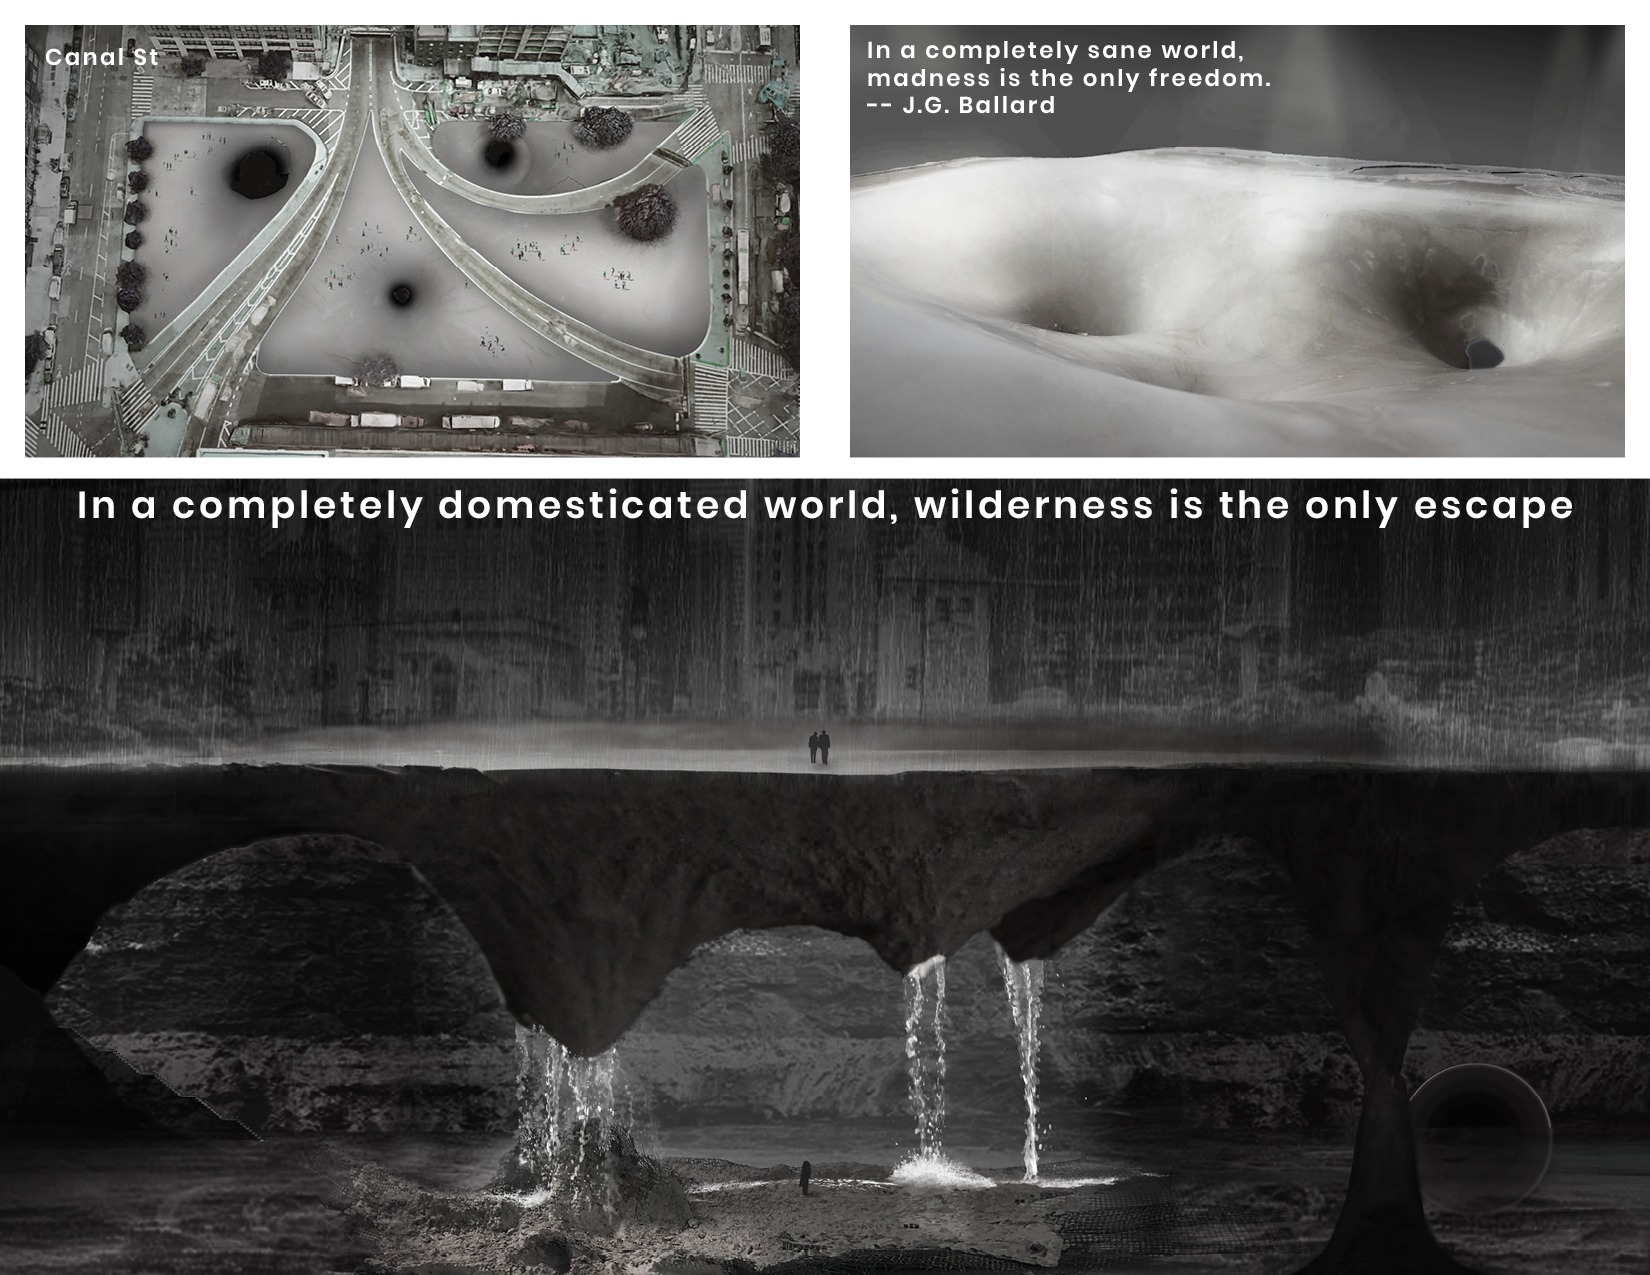 Canal St
In a completely sane world,
madness is the only freedom.
-- J.G. Ballard
In a completely domesticated world, wilderness is the only escape